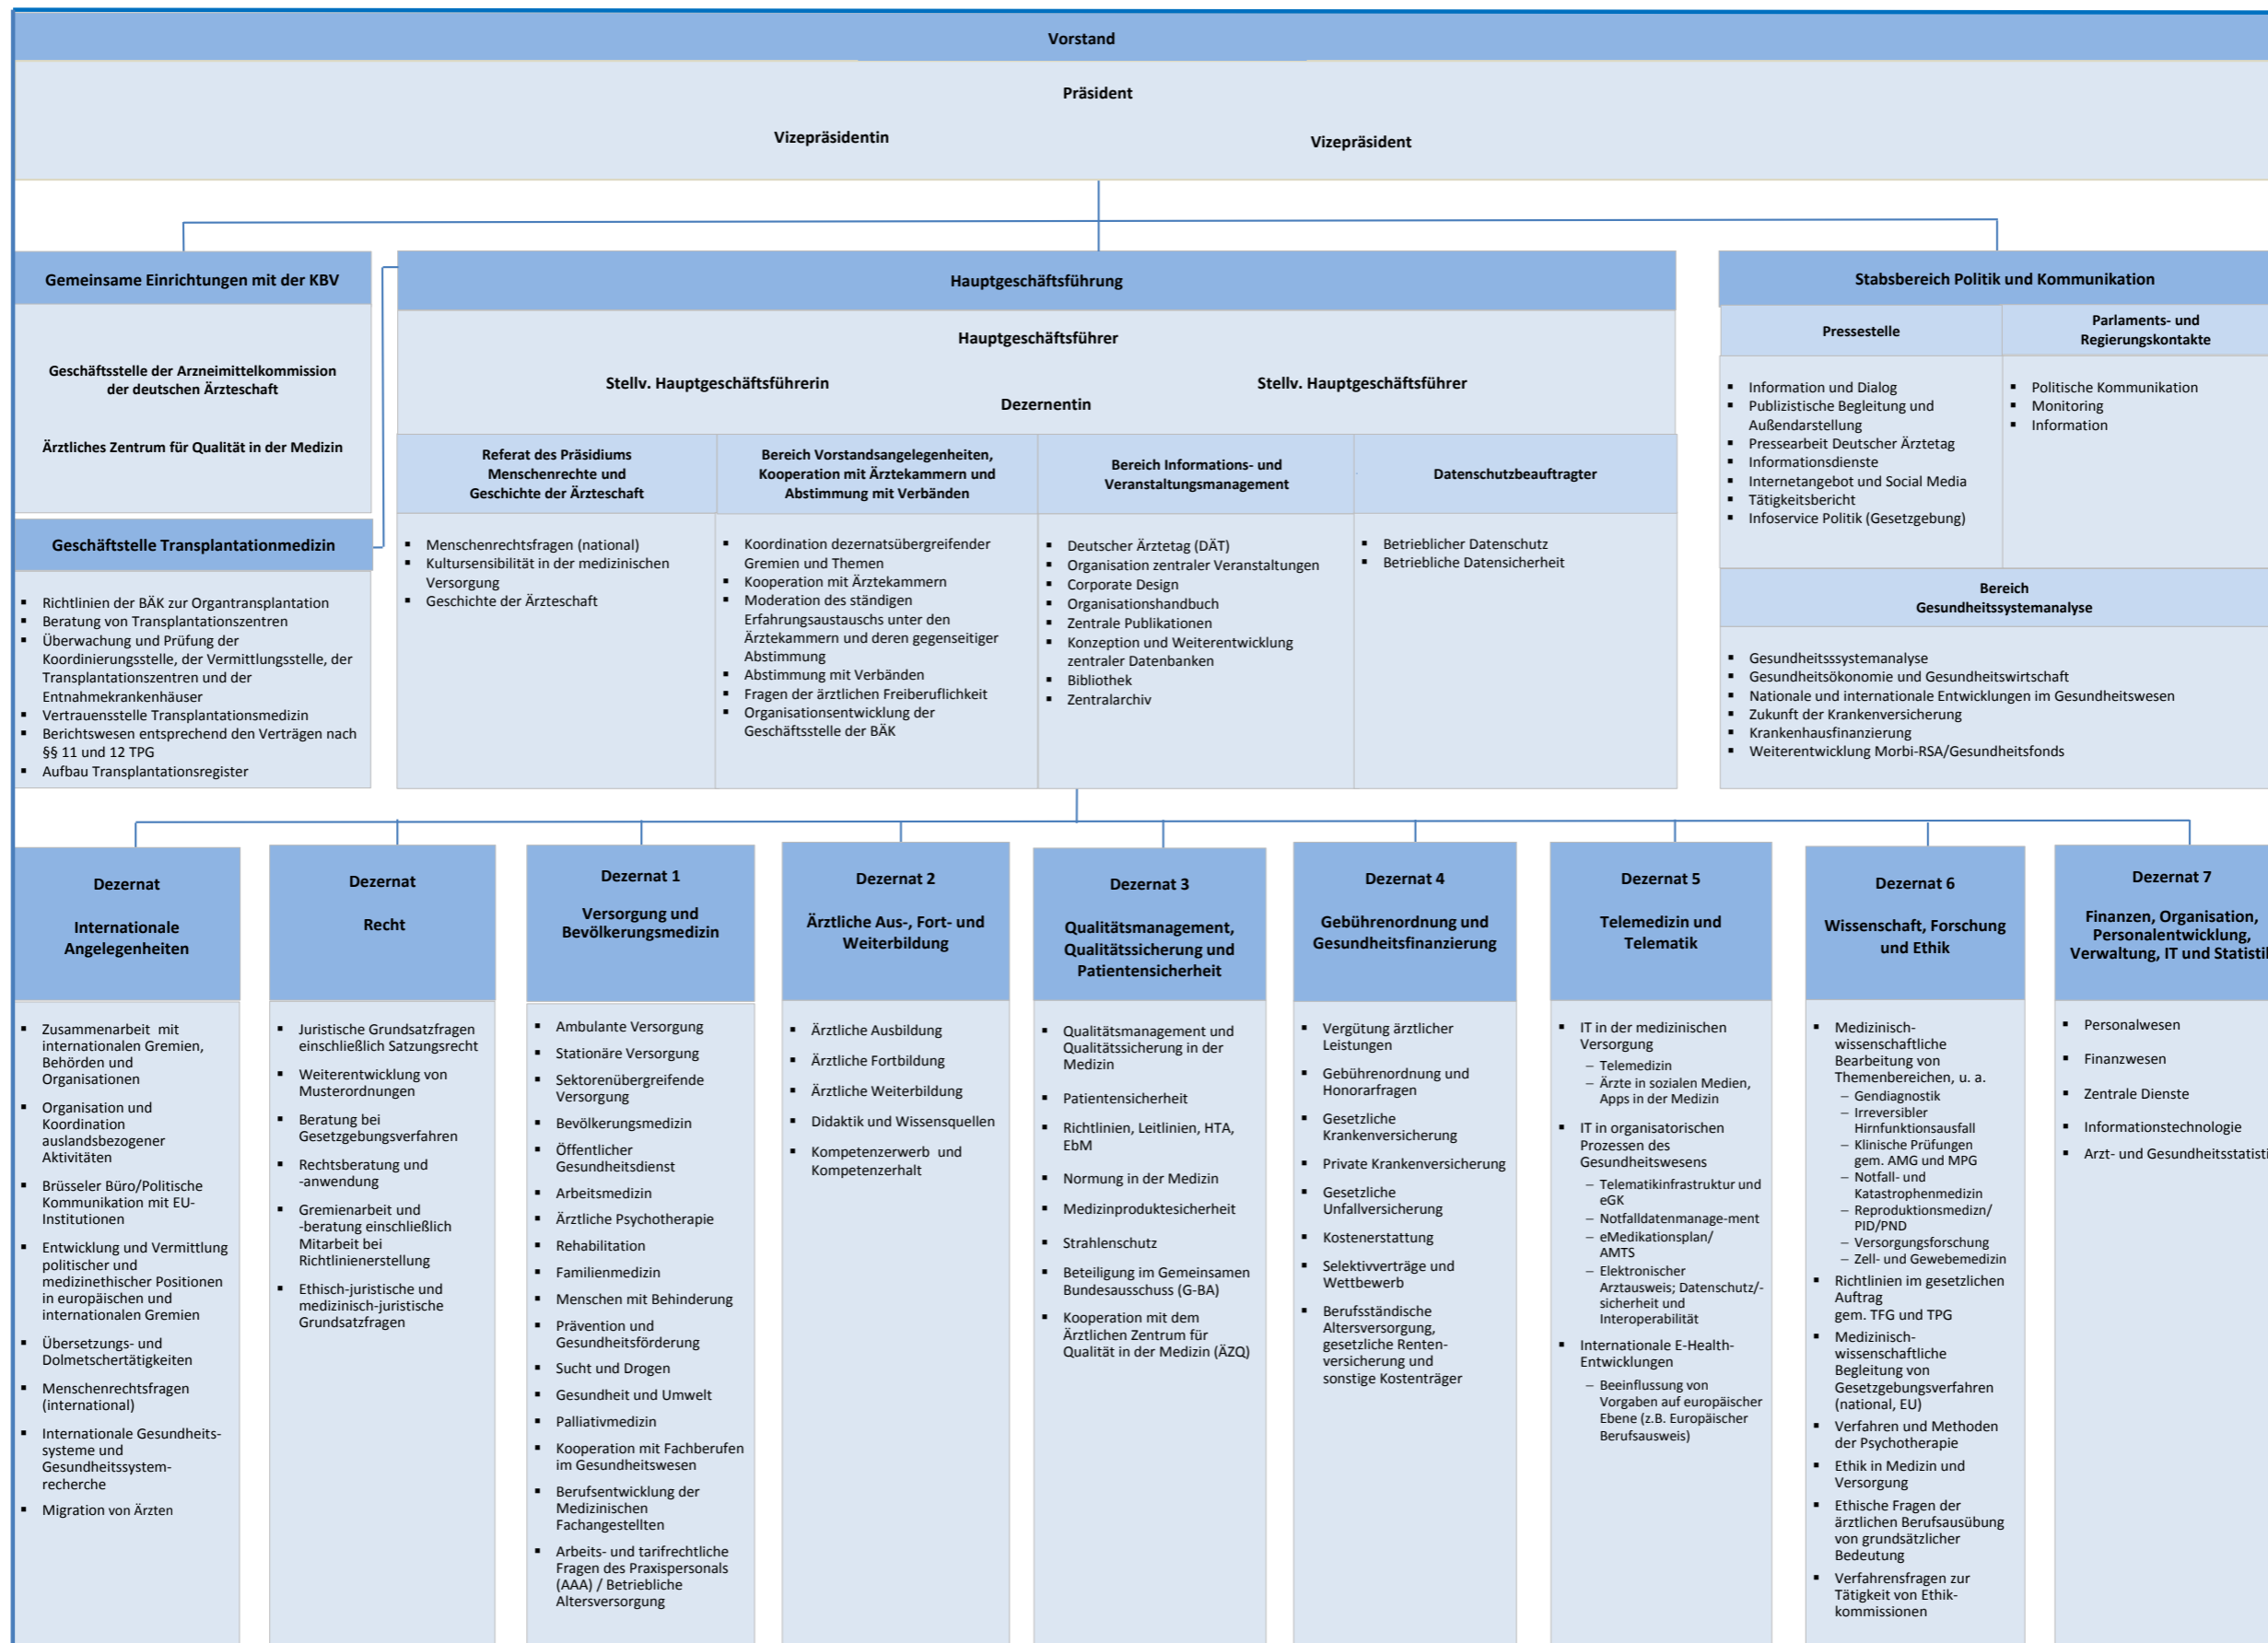 Vorstand
Präsident
Vizepräsidentin
Vizepräsident
Gemeinsame Einrichtungen mit der KBV
Geschäftsstelle der Arzneimittelkommission
der deutschen Ärzteschaft
Ärztliches Zentrum für Qualität in der Medizin
Geschäftstelle Transplantationmedizin
▪ Richtlinien der BÄK zur Organtransplantation
▪ Beratung von Transplantationszentren
▪ Überwachung und Prüfung der
Koordinierungsstelle, der Vermittlungsstelle, der
Transplantationszentren und der
Entnahmekrankenhäuser
▪ Vertrauensstelle Transplantationsmedizin
▪ Berichtswesen entsprechend den Verträgen nach
§§ 11 und 12 TPG
▪ Aufbau Transplantationsregister
Hauptgeschäftsführung
Hauptgeschäftsführer
Stellv. Hauptgeschäftsführerin
Stellv. Hauptgeschäftsführer
Dezernentin
Referat des Präsidiums
Menschenrechte und
Geschichte der Ärzteschaft
▪ Menschenrechtsfragen (national)
▪ Kultursensibilität in der medizinischen
Versorgung
▪ Geschichte der Ärzteschaft
Bereich Vorstandsangelegenheiten,
Kooperation mit Ärztekammern und
Abstimmung mit Verbänden
▪ Koordination dezernatsübergreifender
Gremien und Themen
▪ Kooperation mit Ärztekammern
▪ Moderation des ständigen
Erfahrungsaustauschs unter den
Ärztekammern und deren gegenseitiger
Abstimmung
▪ Abstimmung mit Verbänden
▪ Fragen der ärztlichen Freiberuflichkeit
▪ Organisationsentwicklung der
Geschäftsstelle der BÄK
Bereich Informations- und
Veranstaltungsmanagement
▪ Deutscher Ärztetag (DÄT)
▪ Organisation zentraler Veranstaltungen
▪ Corporate Design
▪ Organisationshandbuch
▪ Zentrale Publikationen
▪ Konzeption und Weiterentwicklung
zentraler Datenbanken
▪ Bibliothek
▪ Zentralarchiv
Datenschutzbeauftragter
▪ Betrieblicher Datenschutz
▪ Betriebliche Datensicherheit
Stabsbereich Politik und Kommunikation
Pressestelle
▪ Information und Dialog
▪ Publizistische Begleitung und
Außendarstellung
▪ Pressearbeit Deutscher Ärztetag
▪ Informationsdienste
▪ Internetangebot und Social Media
▪ Tätigkeitsbericht
▪ Infoservice Politik (Gesetzgebung)
Parlaments- und
Regierungskontakte
▪ Politische Kommunikation
▪ Monitoring
▪ Information
Bereich
Gesundheitssystemanalyse
▪ Gesundheitsssystemanalyse
▪ Gesundheitsökonomie und Gesundheitswirtschaft
▪ Nationale und internationale Entwicklungen im Gesundheitswesen
▪ Zukunft der Krankenversicherung
▪ Krankenhausfinanzierung
▪ Weiterentwicklung Morbi-RSA/Gesundheitsfonds
Dezernat
Internationale
Angelegenheiten
▪ Zusammenarbeit mit
internationalen Gremien,
Behörden und
Organisationen
▪ Organisation und
Koordination
auslandsbezogener
Aktivitäten
▪ Brüsseler Büro/Politische
Kommunikation mit EU-
Institutionen
▪ Entwicklung und Vermittlung
politischer und
medizinethischer Positionen
in europäischen und
internationalen Gremien
▪ Übersetzungs- und
Dolmetschertätigkeiten
▪ Menschenrechtsfragen
(international)
▪ Internationale Gesundheits-
systeme und
Gesundheitssystem-
recherche
▪ Migration von Ärzten
Dezernat
Recht
▪ Juristische Grundsatzfragen
einschließlich Satzungsrecht
▪ Weiterentwicklung von
Musterordnungen
▪ Beratung bei
Gesetzgebungsverfahren
▪ Rechtsberatung und
-anwendung
▪ Gremienarbeit und
-beratung einschließlich
Mitarbeit bei
Richtlinienerstellung
▪ Ethisch-juristische und
medizinisch-juristische
Grundsatzfragen
Dezernat 1
Versorgung und
Bevölkerungsmedizin
▪ Ambulante Versorgung
▪ Stationäre Versorgung
▪ Sektorenübergreifende
Versorgung
▪ Bevölkerungsmedizin
▪ Öffentlicher
Gesundheitsdienst
▪ Arbeitsmedizin
▪ Ärztliche Psychotherapie
▪ Rehabilitation
▪ Familienmedizin
▪ Menschen mit Behinderung
▪ Prävention und
Gesundheitsförderung
▪ Sucht und Drogen
▪ Gesundheit und Umwelt
▪ Palliativmedizin
▪ Kooperation mit Fachberufen
im Gesundheitswesen
▪ Berufsentwicklung der
Medizinischen
Fachangestellten
▪ Arbeits- und tarifrechtliche
Fragen des Praxispersonals
(AAA) / Betriebliche
Altersversorgung
Dezernat 2
Ärztliche Aus-, Fort- und
Weiterbildung
▪ Ärztliche Ausbildung
▪ Ärztliche Fortbildung
▪ Ärztliche Weiterbildung
▪ Didaktik und Wissensquellen
▪ Kompetenzerwerb und
Kompetenzerhalt
Dezernat 3
Qualitätsmanagement,
Qualitätssicherung und
Patientensicherheit
▪ Qualitätsmanagement und
Qualitätssicherung in der
Medizin
▪ Patientensicherheit
▪ Richtlinien, Leitlinien, HTA,
EbM
▪ Normung in der Medizin
▪ Medizinproduktesicherheit
▪ Strahlenschutz
▪ Beteiligung im Gemeinsamen
Bundesausschuss (G-BA)
▪ Kooperation mit dem
Ärztlichen Zentrum für
Qualität in der Medizin (ÄZQ)
Dezernat 4
Gebührenordnung und
Gesundheitsfinanzierung
▪ Vergütung ärztlicher
Leistungen
▪ Gebührenordnung und
Honorarfragen
▪ Gesetzliche
Krankenversicherung
▪ Private Krankenversicherung
▪ Gesetzliche
Unfallversicherung
▪ Kostenerstattung
▪ Selektivverträge und
Wettbewerb
▪ Berufsständische
Altersversorgung,
gesetzliche Renten-
versicherung und
sonstige Kostenträger
Dezernat 5
Telemedizin und
Telematik
▪ IT in der medizinischen
Versorgung
– Telemedizin
– Ärzte in sozialen Medien,
Apps in der Medizin
▪ IT in organisatorischen
Prozessen des
Gesundheitswesens
– Telematikinfrastruktur und
eGK
– Notfalldatenmanage-ment
– eMedikationsplan/
AMTS
– Elektronischer
Arztausweis; Datenschutz/-
sicherheit und
Interoperabilität
▪ Internationale E-Health-
Entwicklungen
– Beeinflussung von
Vorgaben auf europäischer
Ebene (z.B. Europäischer
Berufsausweis)
Dezernat 6
Wissenschaft, Forschung
und Ethik
▪ Medizinisch-
wissenschaftliche
Bearbeitung von
Themenbereichen, u. a.
– Gendiagnostik
– Irreversibler
Hirnfunktionsausfall
– Klinische Prüfungen
gem. AMG und MPG
– Notfall- und
Katastrophenmedizin
– Reproduktionsmedizn/
PID/PND
– Versorgungsforschung
– Zell- und Gewebemedizin
▪ Richtlinien im gesetzlichen
Auftrag
gem. TFG und TPG
▪ Medizinisch-
wissenschaftliche
Begleitung von
Gesetzgebungsverfahren
(national, EU)
▪ Verfahren und Methoden
der Psychotherapie
▪ Ethik in Medizin und
Versorgung
▪ Ethische Fragen der
ärztlichen Berufsausübung
von grundsätzlicher
Bedeutung
▪ Verfahrensfragen zur
Tätigkeit von Ethik-
kommissionen
Dezernat 7
Finanzen, Organisation,
Personalentwicklung,
Verwaltung, IT und Statistik
▪ Personalwesen
▪ Finanzwesen
▪ Zentrale Dienste
▪ Informationstechnologie
▪ Arzt- und Gesundheitsstatisti